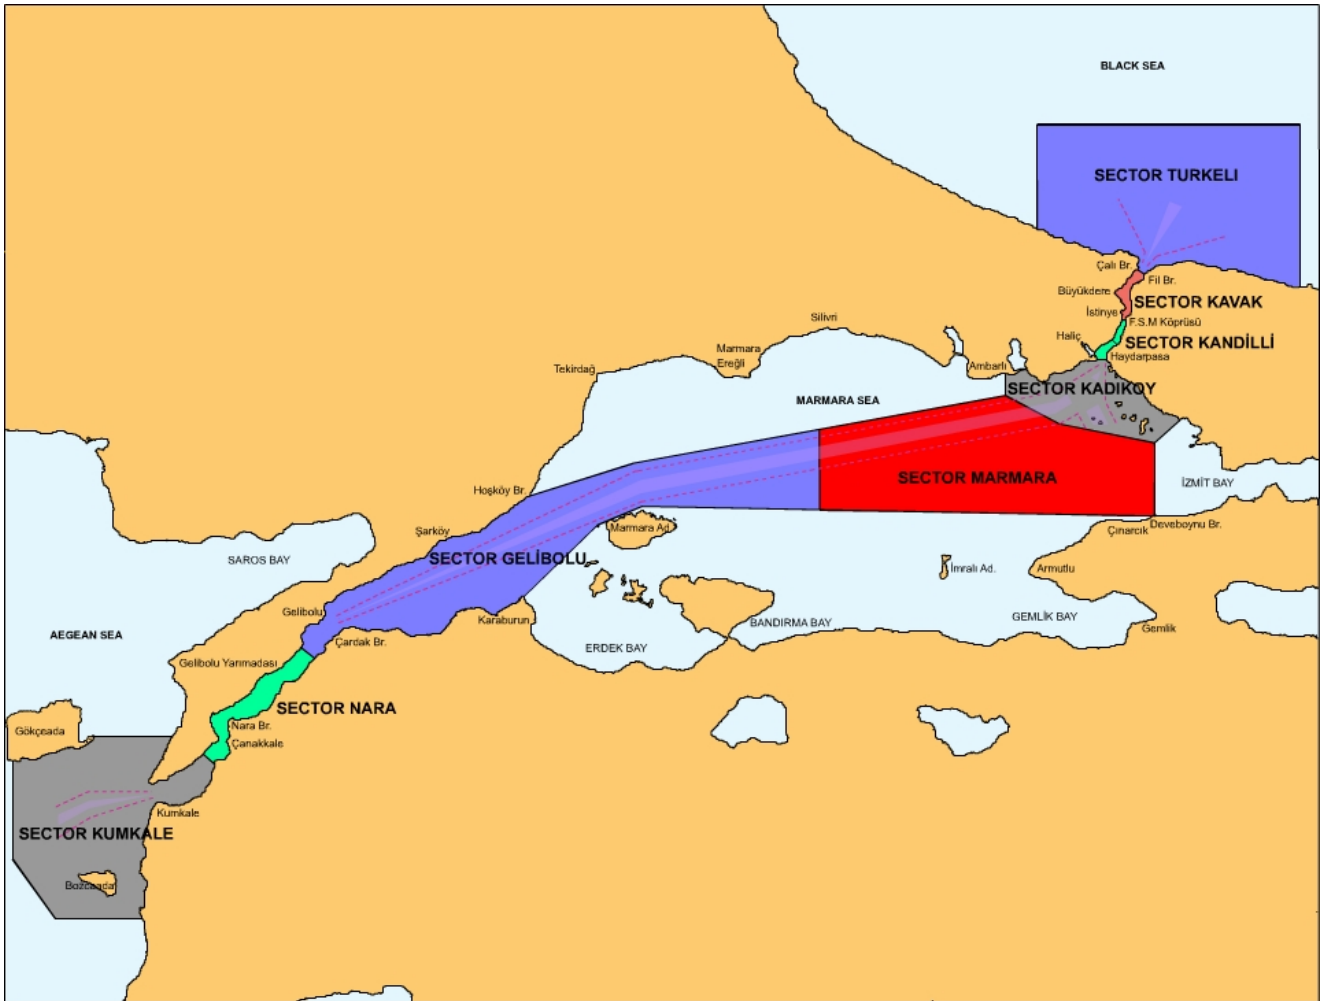 BLACK SEA
SECTOR TURKELI
Çalı Br.
Fil Br.
Büyükdere
SECTOR KAVAK
İstinye
F.S.M Köprüsü
Haliç
SECTOR KANDİLLİ
Haydarpasa
Silivri
Marmara
Ereğli
Tekirdağ
Ambarlı
SECTOR KADIKOY
MARMARA SEA
SECTOR MARMARA
İZMİT BAY
Hoşköy Br.
Marmara Ad.
Çınarcık
Deveboynu Br.
Şarköy
SECTOR GELİBOLU
SAROS BAY
İmralı Ad.
Armutlu
Gelibolu
Karaburun
BANDIRMA BAY
GEMLİK BAY
Gemlik
AEGEAN SEA
Çardak Br.
ERDEK BAY
Gelibolu Yarımadası
SECTOR NARA
Nara Br.
Gökçeada
Çanakkale
Kumkale
SECTOR KUMKALE
Bozcaada